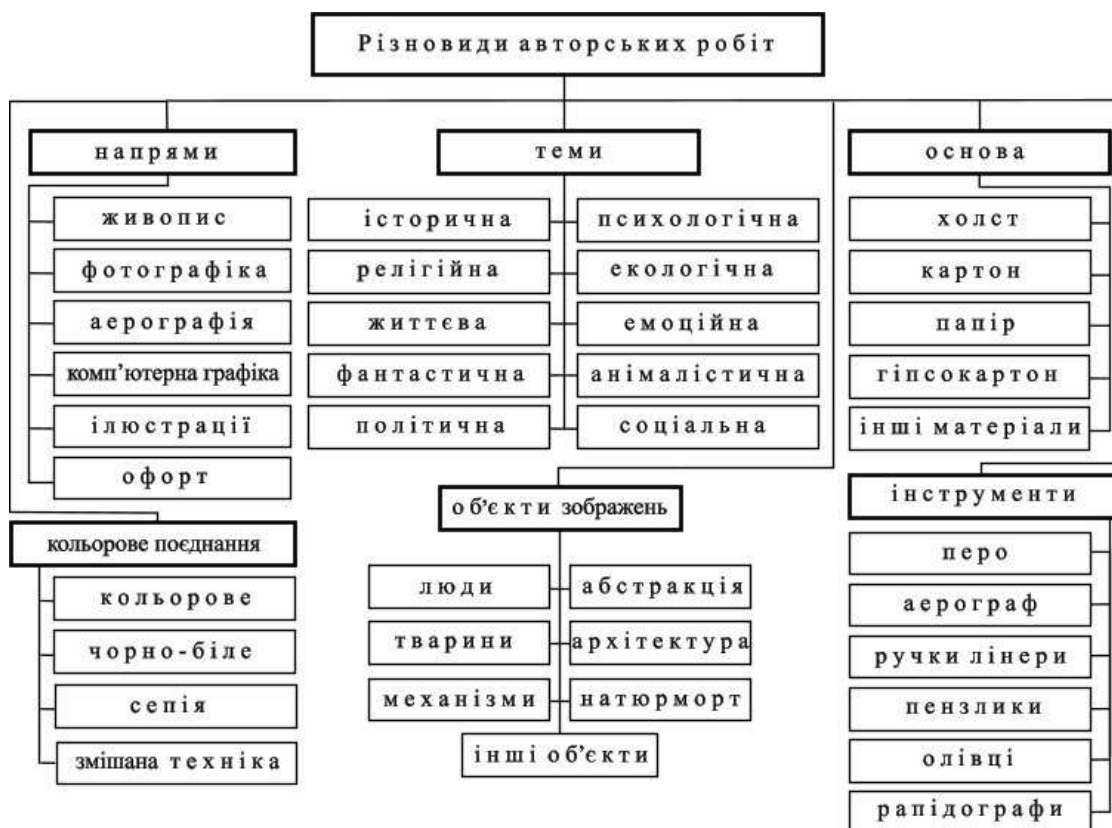 Різновиди авторських робіт
напрями
живопис
фотографіка
аерографія
комп’ютерна графіка
ілюстрації
офорт
кольорове поєднання
кольорове
чорно-біле
сепія
змішана техніка
теми
історична
психологічна
релігійна
екологічна
життєва
емоційна
фантастична
анімалістична
політична
соціальна
об’єкти зображень
люди
абстракція
тварини
архітектура
механізми
натюрморт
інші об’єкти
основа
холст
картон
папір
гіпсокартон
інші матеріали
інструменти
перо
аерограф
ручки лінери
пензлики
олівці
рапідографи